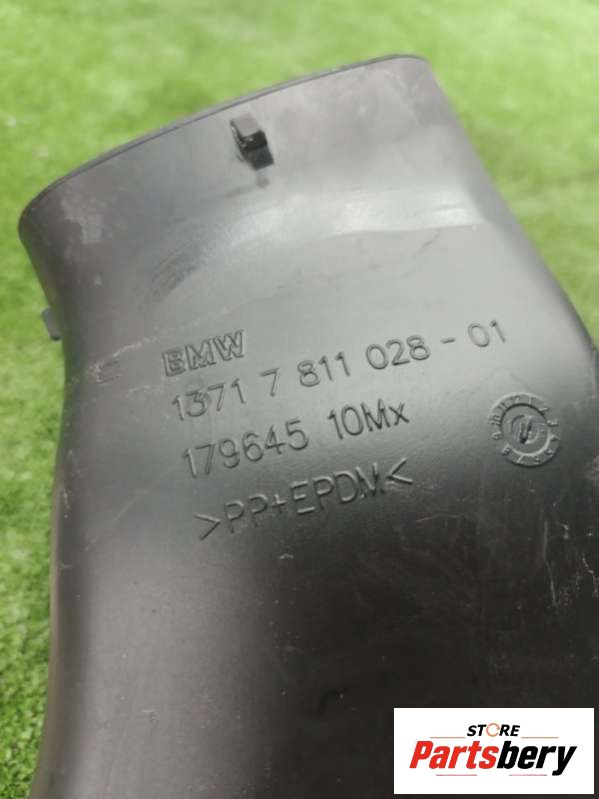 BMW
1371 7 811 028 - 01
179645 10Mx
>PP+EPDM<
STORE
Partsbery